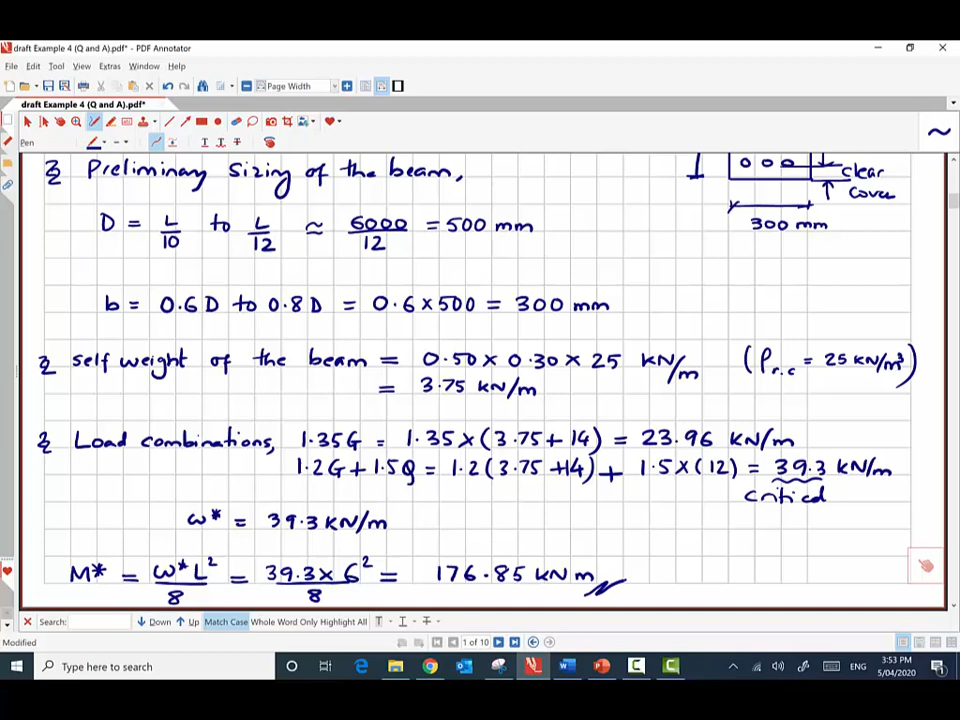 draft Example 4 (Q and A).pdf* - PDF Annotator
File Edit Tool View Extras Window Help
Page Width
draft Example 4 (Q and A).pdf*
Pen
Preliminary sizing of the beam,
clear
cover
300 mm
D = L/10 to L/12 ≈ 6000/12 = 500 mm
b = 0.6 D to 0.8 D = 0.6 × 500 = 300 mm
self weight of the beam = 0.50 × 0.30 × 25 KN/m (ρr.c = 25 KN/m³)
= 3.75 KN/m
Load combinations, 1.35G = 1.35 × (3.75 + 14) = 23.96 KN/m
1.2G + 1.5Q = 1.2 (3.75 + 14) + 1.5 × (12) = 39.3 KN/m
critical
ω* = 39.3 KN/m
M* = ω* L²/8 = 39.3 × 6²/8 = 176.85 KN m
Search: Down Up Match Case Whole Word Only Highlight All
1 of 10
Modified
Type here to search
ENG
3:53 PM
5/04/2020